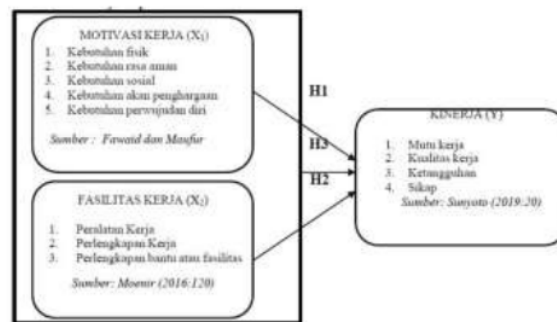 MOTIVASI KERJA (X1)
1. Kebutuhan fisik
2. Kebutuhan rasa aman
3. Kebutuhan sosial
4. Kebutuhan akan penghargaan
5. Kebutuhan perwujudan diri
Sumber : Fawaid dan Maufur
H1
H3
H2
KINERJA (Y)
1. Mutu kerja
2. Kualitas kerja
3. Ketangguhan
4. Sikap
Sumber: Sunyoto (2019:20)
FASILITAS KERJA (X2)
1. Peralatan Kerja
2. Perlengkapan Kerja
3. Perlengkapan bantu atau fasilitas
Sumber: Moenir (2016:120)